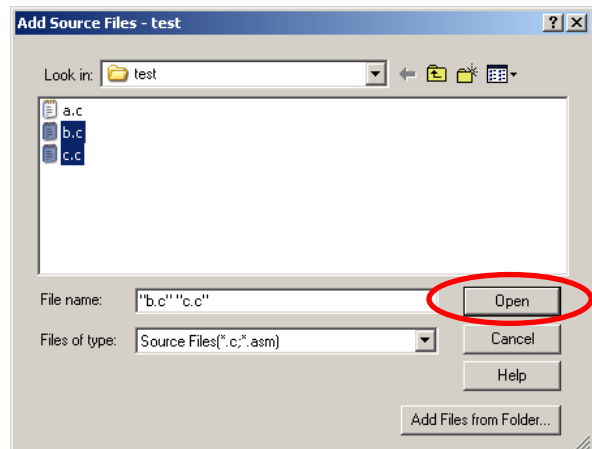 Add Source Files - test
Look in: test
a.c
b.c
c.c
File name: "b.c" "c.c" Open
Files of type: Source Files(*.c;*.asm) Cancel
Help
Add Files from Folder...